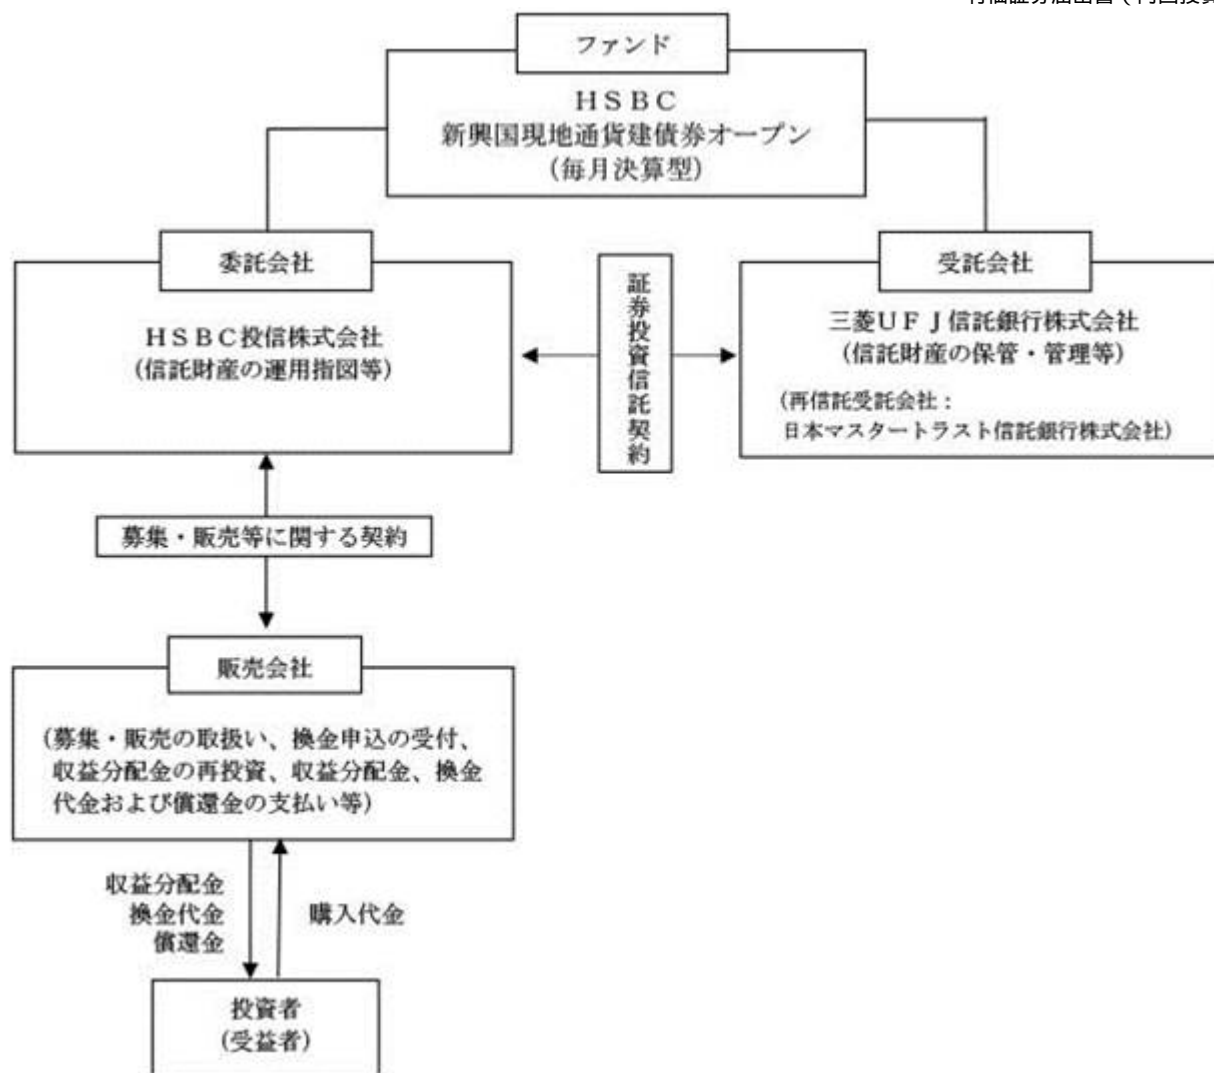 ファンド
HSBC
新興国現地通貨建債券オープン
(毎月決算型)
委託会社
HSBC投信株式会社
(信託財産の運用指図等)
証券投資信託契約
受託会社
三菱UFJ信託銀行株式会社
(信託財産の保管・管理等)
(再信託受託会社:
日本マスタートラスト信託銀行株式会社)
募集・販売等に関する契約
販売会社
(募集・販売の取扱い、換金申込の受付、
収益分配金の再投資、収益分配金、換金
代金および償還金の支払い等)
収益分配金
換金代金
償還金
購入代金
投資者
(受益者)